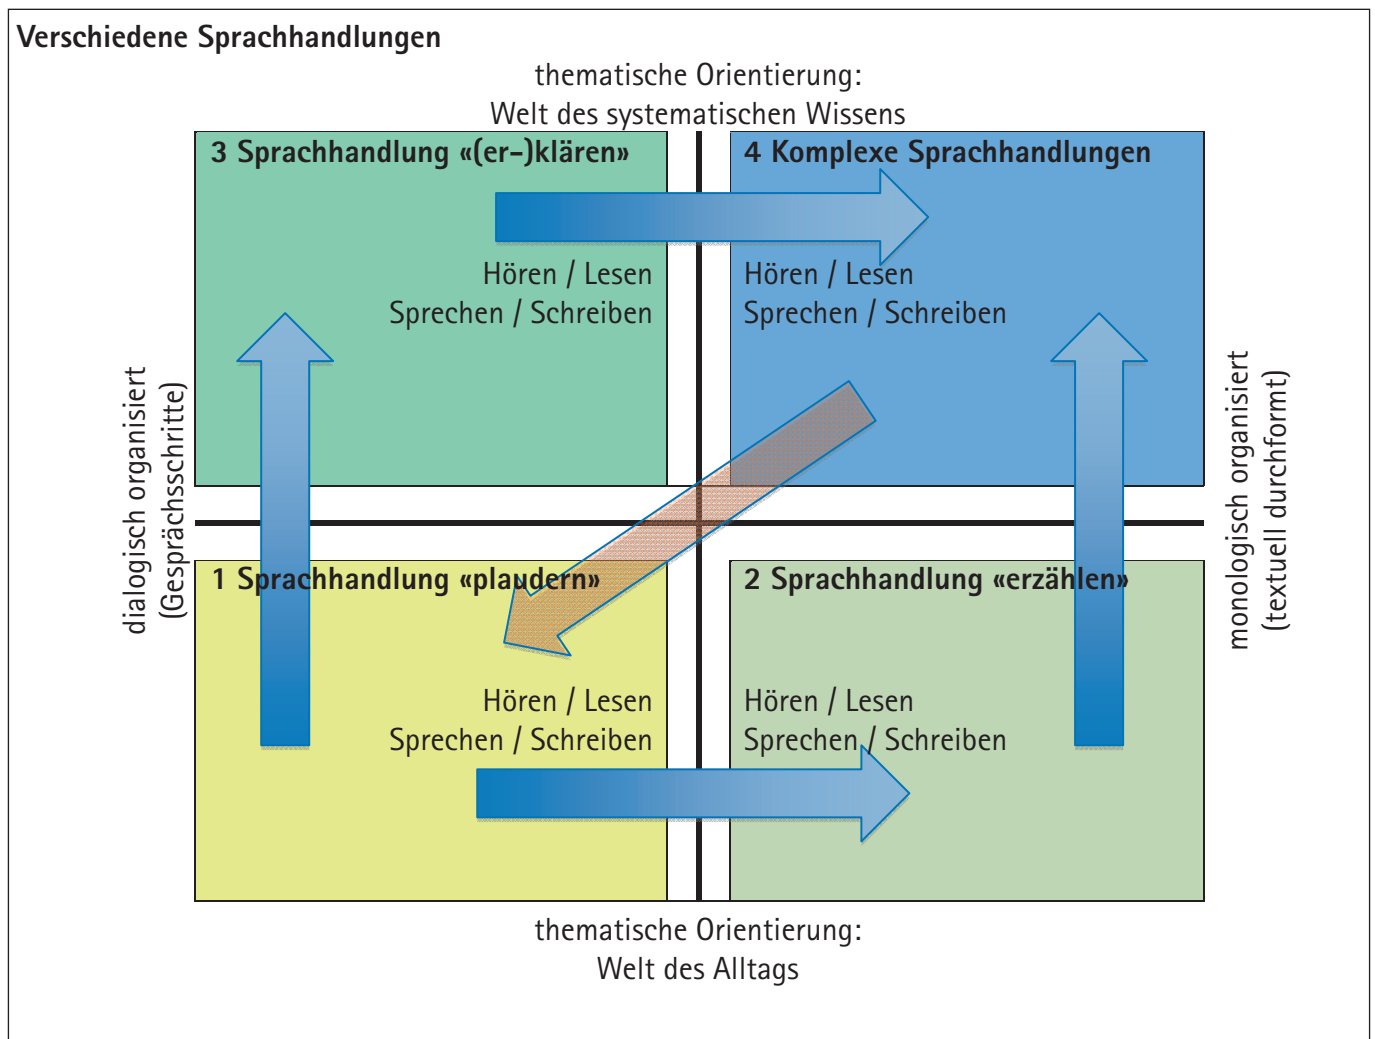 Verschiedene Sprachhandlungen
thematische Orientierung:
Welt des systematischen Wissens
3 Sprachhandlung «(er-)klären»
Hören / Lesen
Sprechen / Schreiben
4 Komplexe Sprachhandlungen
Hören / Lesen
Sprechen / Schreiben
dialogisch organisiert
(Gesprächsschritte)
monologisch organisiert
(textuell durchformt)
1 Sprachhandlung «plaudern»
Hören / Lesen
Sprechen / Schreiben
2 Sprachhandlung «erzählen»
Hören / Lesen
Sprechen / Schreiben
thematische Orientierung:
Welt des Alltags